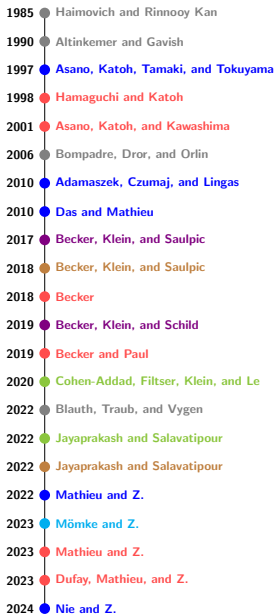 1985 Haimovich and Rinnooy Kan
1990 Altinkemer and Gavish
1997 Asano, Katoh, Tamaki, and Tokuyama
1998 Hamaguchi and Katoh
2001 Asano, Katoh, and Kawashima
2006 Bompadre, Dror, and Orlin
2010 Adamaszek, Czumaj, and Lingas
2010 Das and Mathieu
2017 Becker, Klein, and Saulpic
2018 Becker, Klein, and Saulpic
2018 Becker
2019 Becker, Klein, and Schild
2019 Becker and Paul
2020 Cohen-Addad, Filtser, Klein, and Le
2022 Blauth, Traub, and Vygen
2022 Jayaprakash and Salavatipour
2022 Jayaprakash and Salavatipour
2022 Mathieu and Z.
2023 Mömke and Z.
2023 Mathieu and Z.
2023 Dufay, Mathieu, and Z.
2024 Nie and Z.